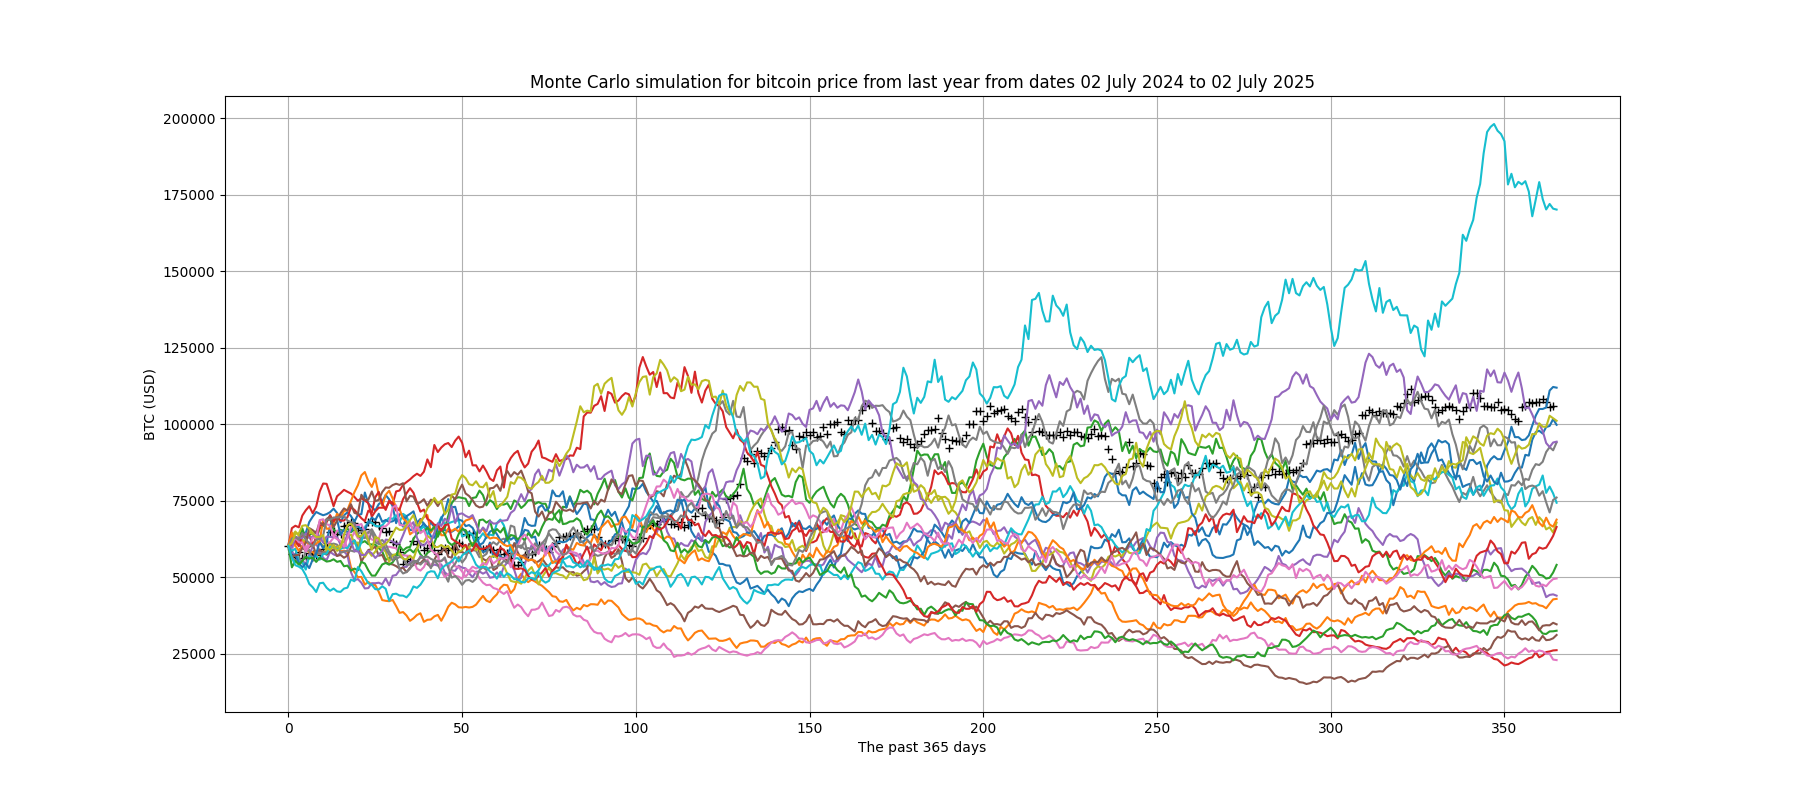 Monte Carlo simulation for bitcoin price from last year from dates 02 July 2024 to 02 July 2025
200000
175000
150000
125000
100000
75000
50000
25000
BTC (USD)
0 50 100 150 200 250 300 350
The past 365 days